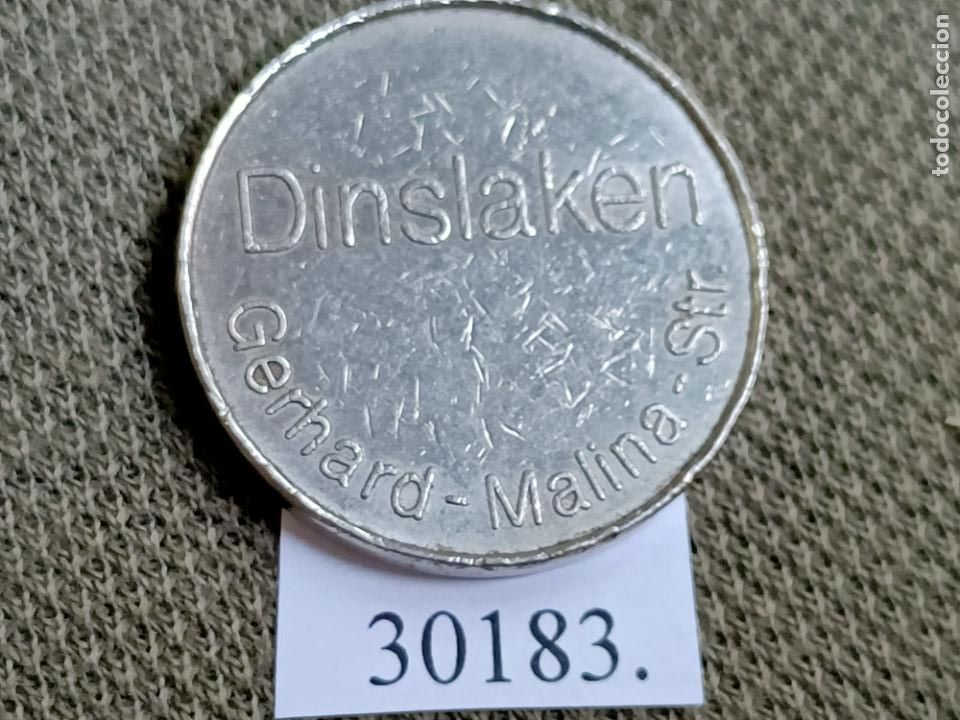 Dinslaken
Gerhard-Malina-Str.
30183.
todocoleccion